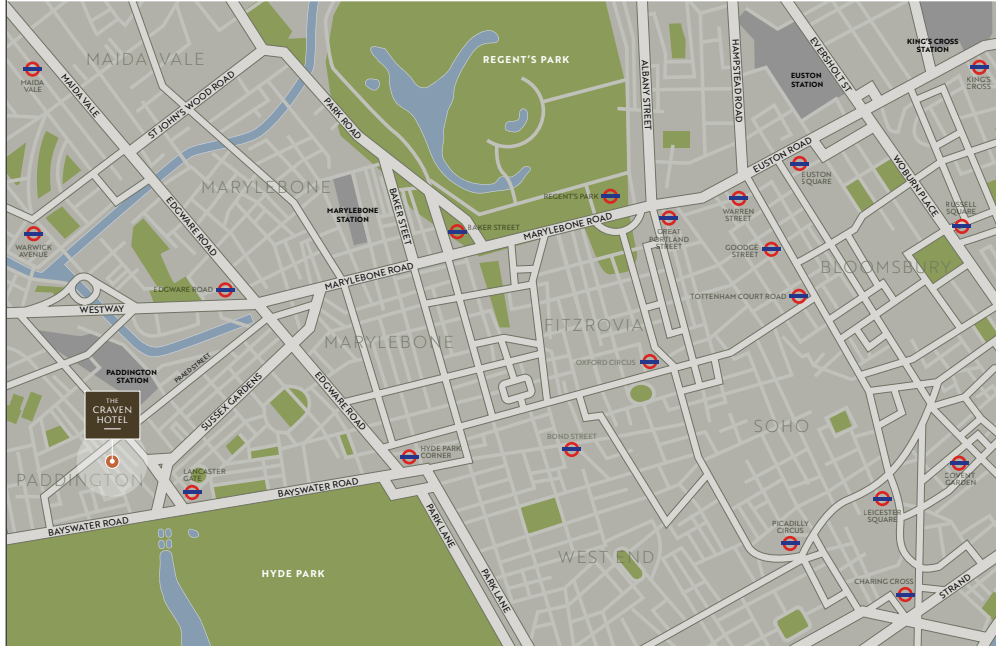 KING'S CROSS
STATION
MAIDA VALE
REGENT'S PARK
MAIDA
VALE
MAIDA VALE
ST JOHN'S WOOD ROAD
PARK ROAD
ALBANY STREET
HAMPSTEAD ROAD
EVERSHOLT ST
EUSTON
STATION
KING'S
CROSS
EUSTON ROAD
EUSTON
SQUARE
WOBURN PLACE
MARYLEBONE
MARYLEBONE
STATION
BAKER STEET
BAKER STREET
REGENT'S PARK
MARYLEBONE ROAD
WARREN
STREET
GREAT
PORTLAND
STREET
GOODGE
STREET
RUSSELL
SQUARE
WARWICK
AVENUE
EDGWARE ROAD
EDGWARE ROAD
MARYLEBONE ROAD
BLOOMSBURY
TOTTENHAM COURT ROAD
WESTWAY
MARYLEBONE
FITZROVIA
PADDINGTON
STATION
PRAED STREET
OXFORD CIRCUS
THE
CRAVEN
HOTEL
SUSSEX GARDENS
EDGWARE ROAD
SOHO
HYDE PARK
CORNER
BOND STREET
PADDINGTON
LANCASTER
GATE
BAYSWATER ROAD
BAYSWATER ROAD
PARK LANE
COVENT
GARDEN
LEICESTER
SQUARE
PICADILLY
CIRCUS
WEST END
HYDE PARK
PARK LANE
CHARING CROSS
STRAND